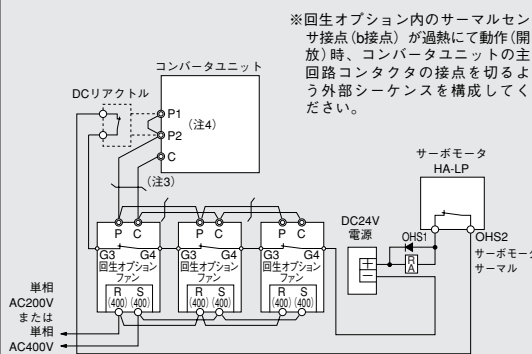 ※回生オプション内のサーマルセン
サ接点(b接点) が過熱にて動作(開
放)時、コンバータユニットの主
回路コンタクタの接点を切るよ
う外部シーケンスを構成してく
ださい。
コンバータユニット
DCリアクトル
P1
(注4)
P2
C
(注3)
サーボモータ
HA-LP
DC24V
電源
OHS1
OHS2
サーボモータ
サーマル
RA
+
−
P C
P C
P C
G3 G4
G3 G4
G3 G4
回生オプション
回生オプション
回生オプション
ファン
ファン
ファン
R S
R S
R S
(400) (400)
(400) (400)
(400) (400)
単相
AC200V
または
単相
AC400V